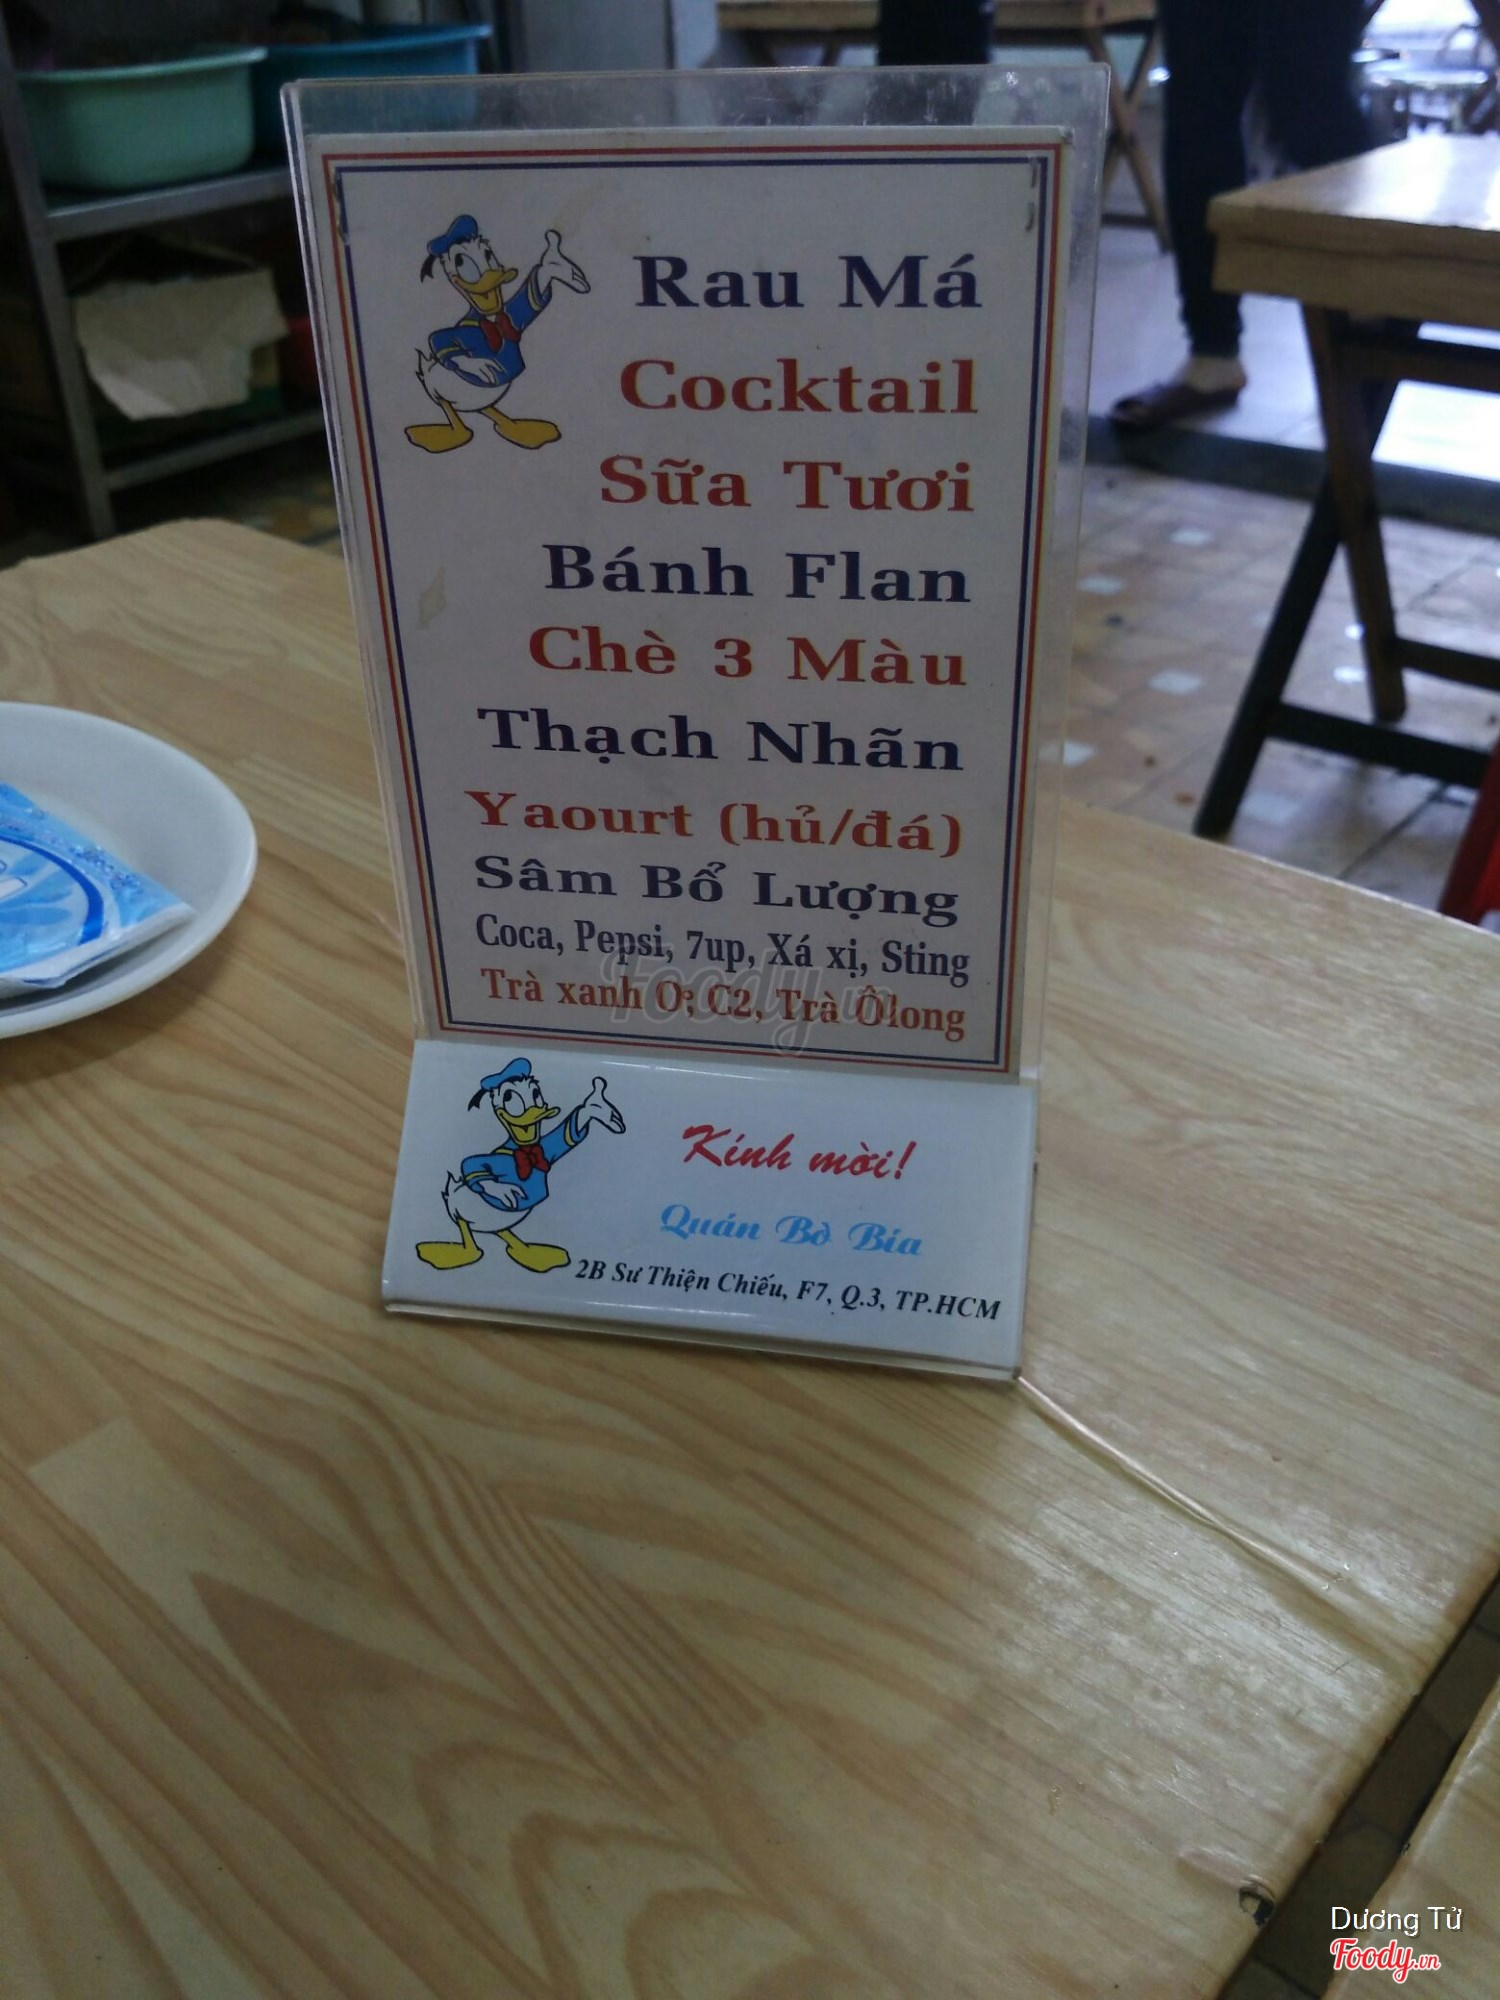 Rau Má
Cocktail
Sữa Tươi
Bánh Flan
Chè 3 Màu
Thạch Nhãn
Yaourt (hủ/đá)
Sâm Bổ Lượng
Coca, Pepsi, 7up, Xá xị, Sting
Trà xanh O; C2, Trà Ôlong
Foody.vn
Kính mời!
Quán Bò Bía
2B Sư Thiện Chiếu, F7, Q.3, TP.HCM
Dương Tử
Foody.vn